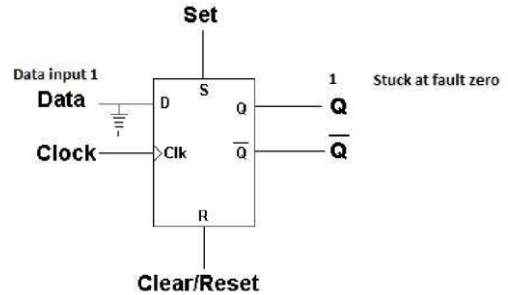 Set
Data input 1
1 Stuck at fault zero
Data D S Q Q
Clock Clk Q Q
R
Clear/Reset